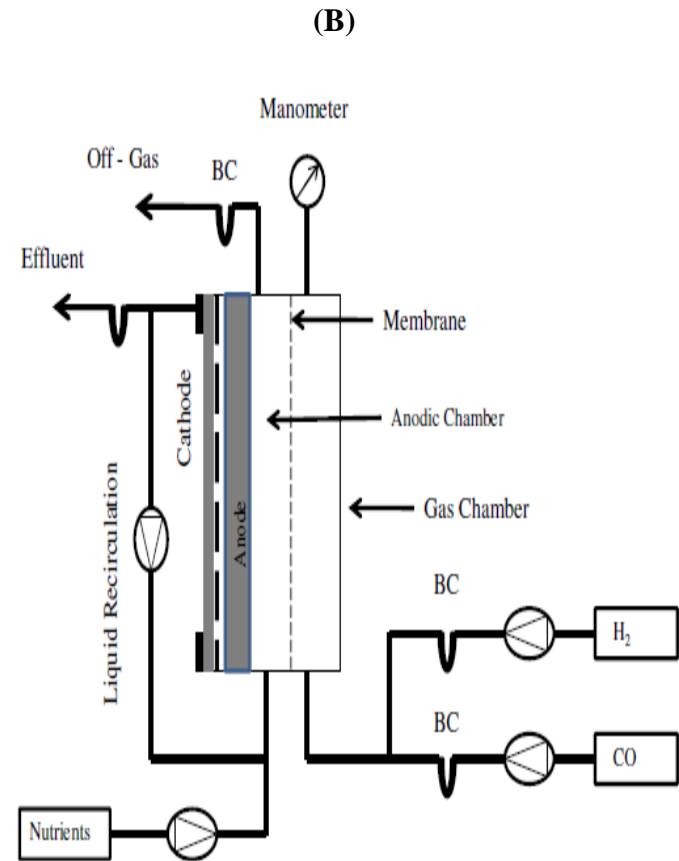 (B)
Manometer
Off - Gas
BC
Effluent
Membrane
Cathode
Anodic Chamber
Anode
Liquid Recirculation
Gas Chamber
BC
H₂
BC
CO
Nutrients